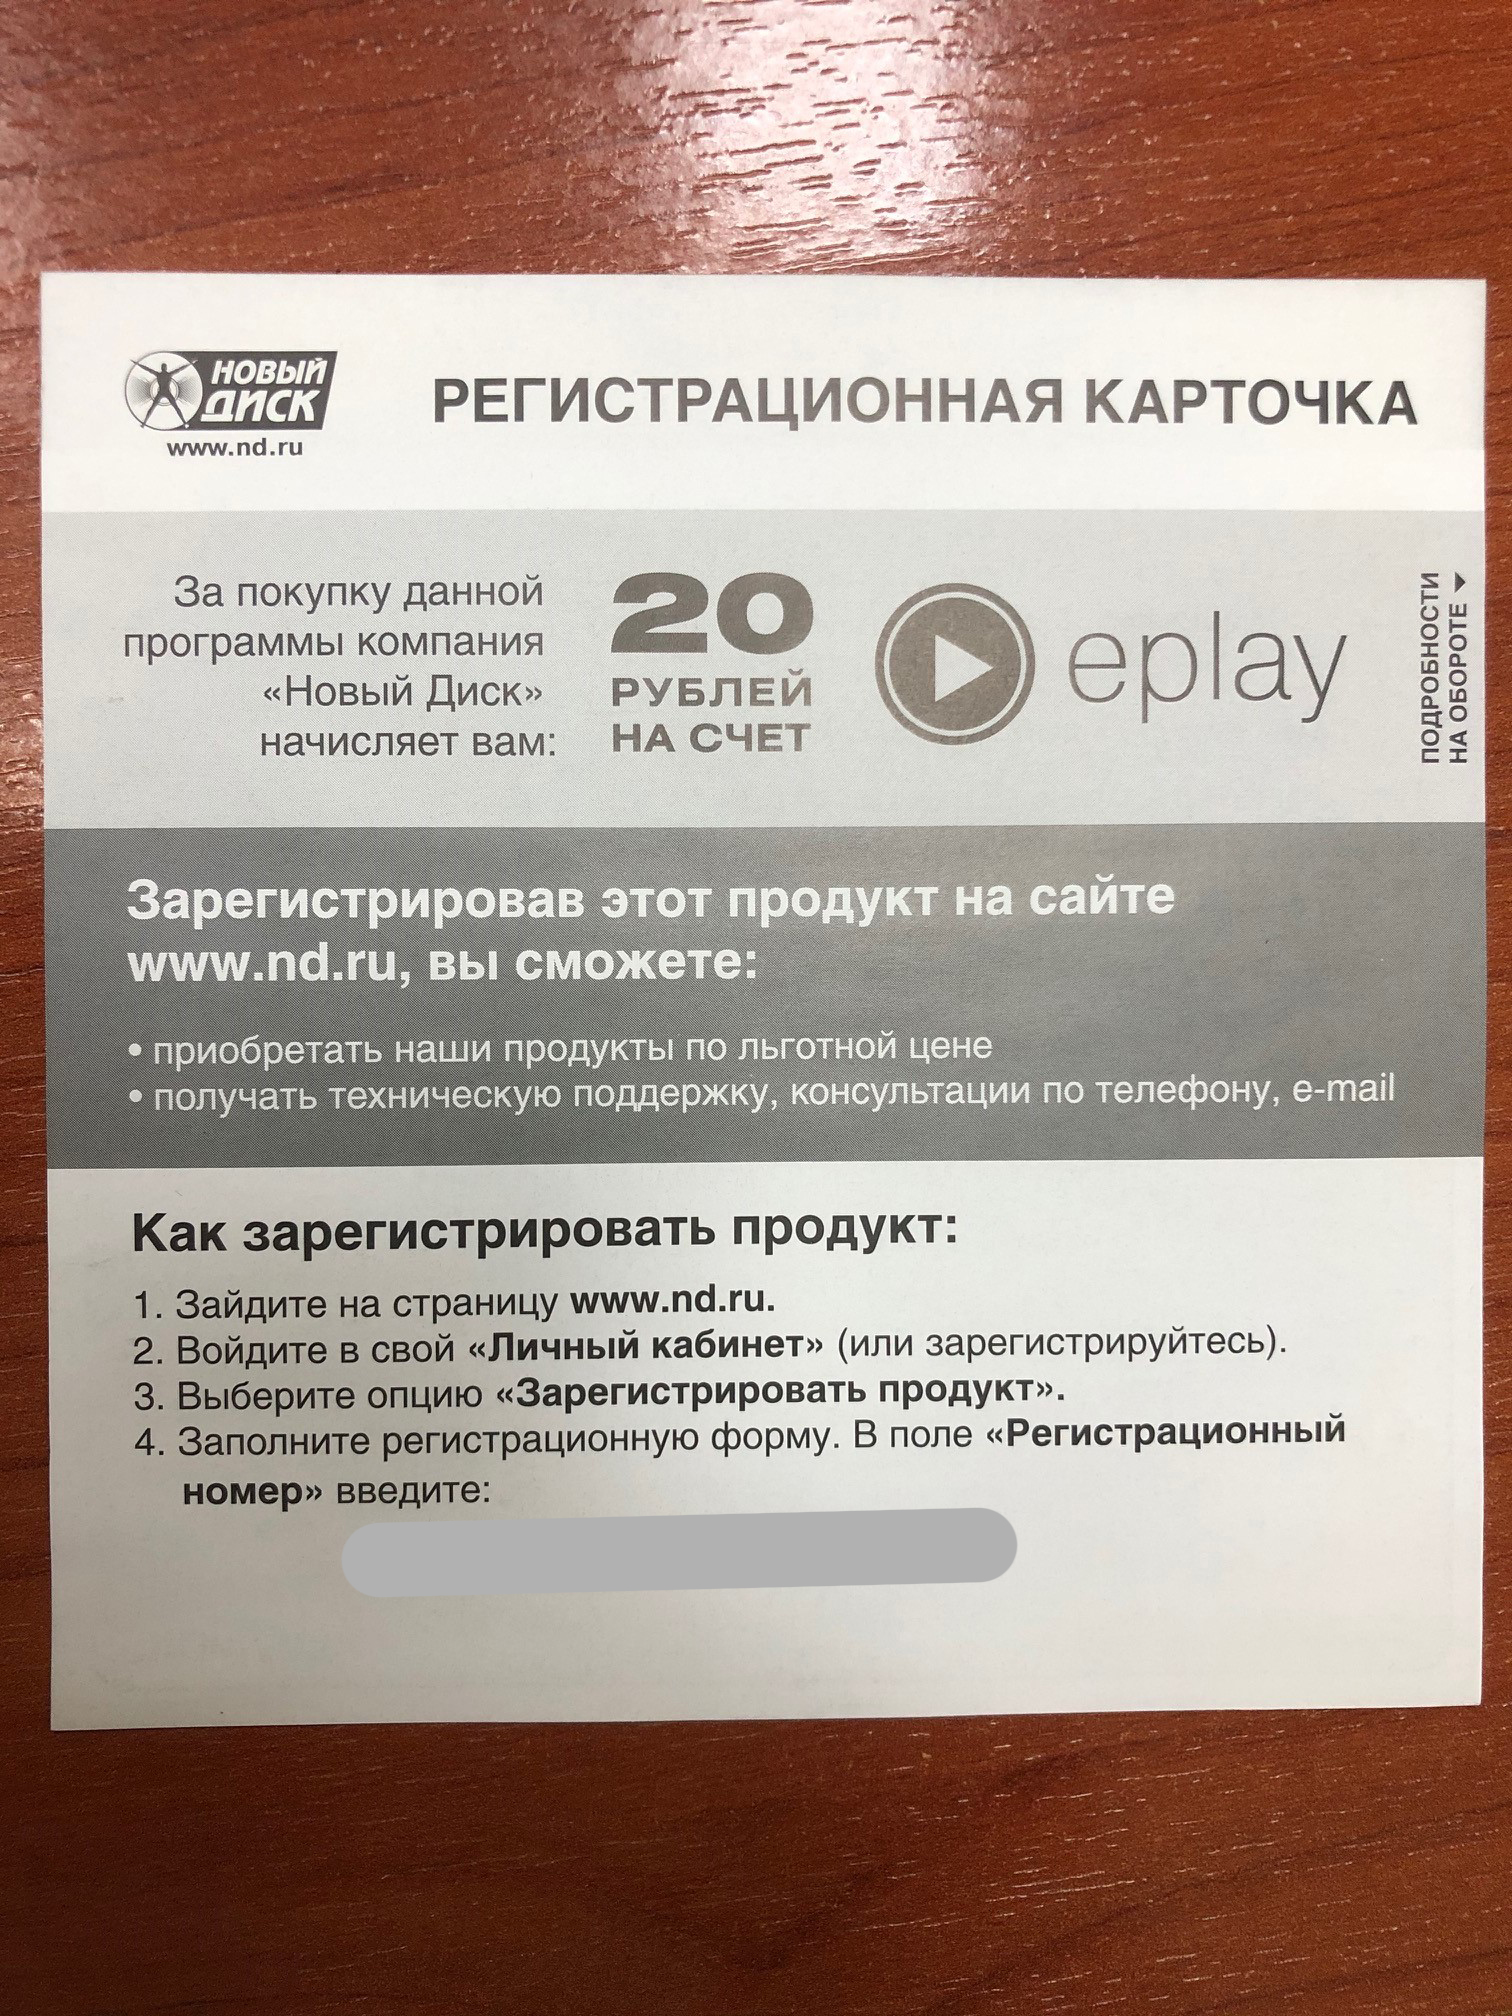 НОВЫЙ
ДИСК
www.nd.ru
РЕГИСТРАЦИОННАЯ КАРТОЧКА
За покупку данной
программы компания
«Новый Диск»
начисляет вам:
20
РУБЛЕЙ
НА СЧЕТ
eplay
ПОДРОБНОСТИ
НА ОБОРОТЕ
Зарегистрировав этот продукт на сайте
www.nd.ru, вы сможете:
• приобретать наши продукты по льготной цене
• получать техническую поддержку, консультации по телефону, e-mail
Как зарегистрировать продукт:
1. Зайдите на страницу www.nd.ru.
2. Войдите в свой «Личный кабинет» (или зарегистрируйтесь).
3. Выберите опцию «Зарегистрировать продукт».
4. Заполните регистрационную форму. В поле «Регистрационный
номер» введите: